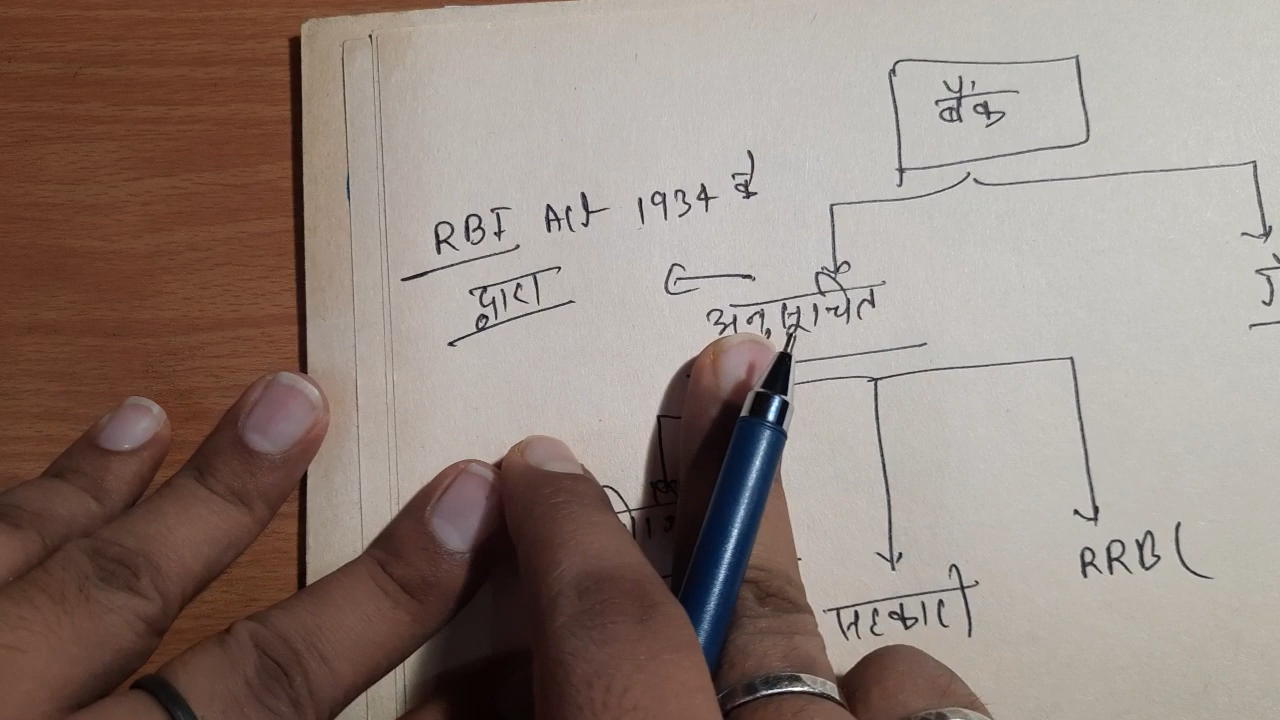 बैंक
RBI Act 1934 के
द्वारा
अनुसूचित
सहकारी
RRB(